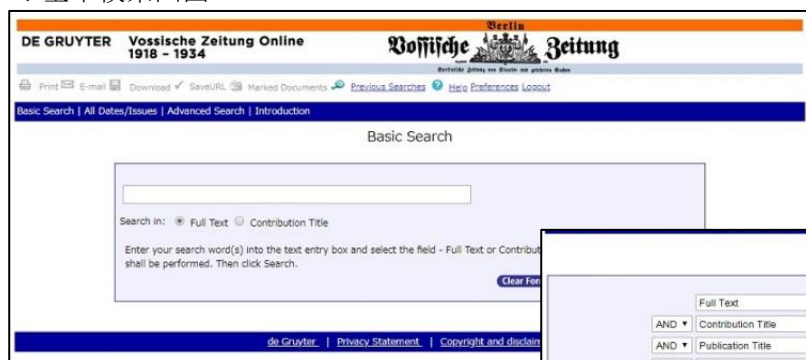 DE GRUYTER
Vossische Zeitung Online
1918 – 1934
Berlin
Vossische Zeitung
Print E-mail Download SaveURL Marked Documents Previous Searches Help Preferences Logout
Basic Search | All Dates/Issues | Advanced Search | Introduction
Basic Search
Search in: Full Text Contribution Title
Enter your search word(s) into the text entry box and select the field - Full Text or
shall be performed. Then click Search.
Clear
de Gruyter | Privacy Statement | Copyright and
Full Text
AND Contribution Title
AND Publication Title